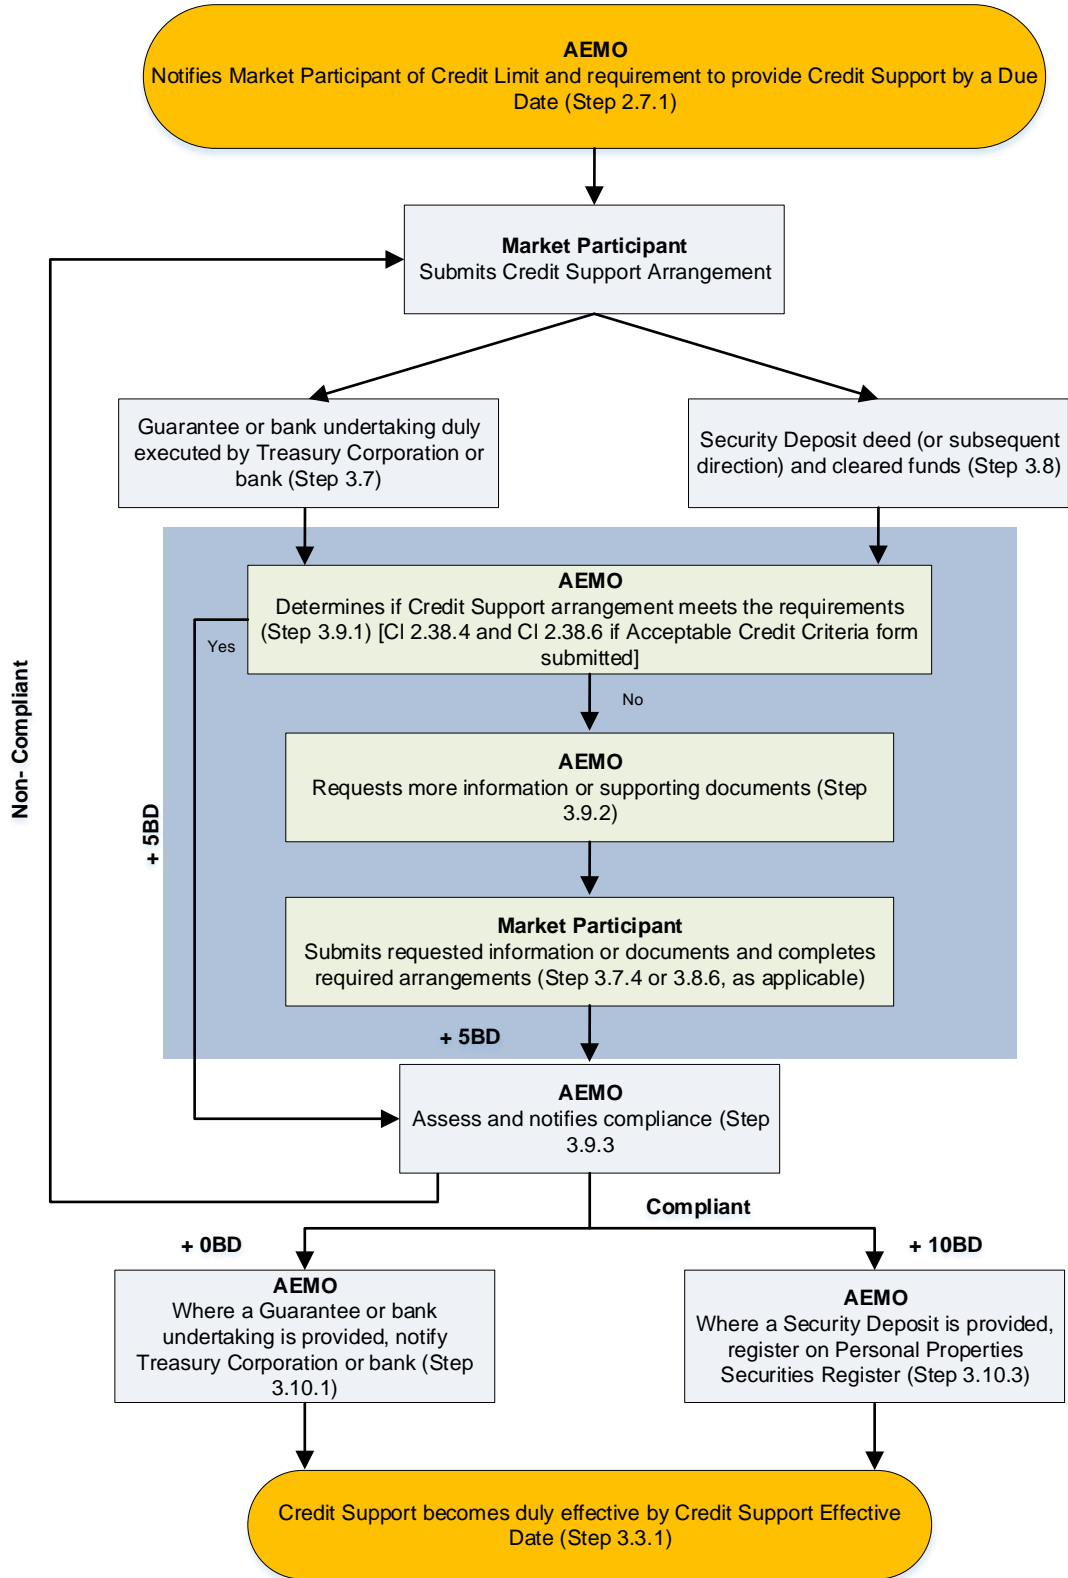 AEMO
Notifies Market Participant of Credit Limit and requirement to provide Credit Support by a Due
Date (Step 2.7.1)
Market Participant
Submits Credit Support Arrangement
Guarantee or bank undertaking duly
executed by Treasury Corporation or
bank (Step 3.7)
Security Deposit deed (or subsequent
direction) and cleared funds (Step 3.8)
AEMO
Determines if Credit Support arrangement meets the requirements
(Step 3.9.1) [Cl 2.38.4 and Cl 2.38.6 if Acceptable Credit Criteria form
submitted]
Yes
No
Non- Compliant
+ 5BD
AEMO
Requests more information or supporting documents (Step
3.9.2)
Market Participant
Submits requested information or documents and completes
required arrangements (Step 3.7.4 or 3.8.6, as applicable)
+ 5BD
AEMO
Assess and notifies compliance (Step
3.9.3
Compliant
+ 0BD
+ 10BD
AEMO
Where a Guarantee or bank
undertaking is provided, notify
Treasury Corporation or bank (Step
3.10.1)
AEMO
Where a Security Deposit is provided,
register on Personal Properties
Securities Register (Step 3.10.3)
Credit Support becomes duly effective by Credit Support Effective
Date (Step 3.3.1)